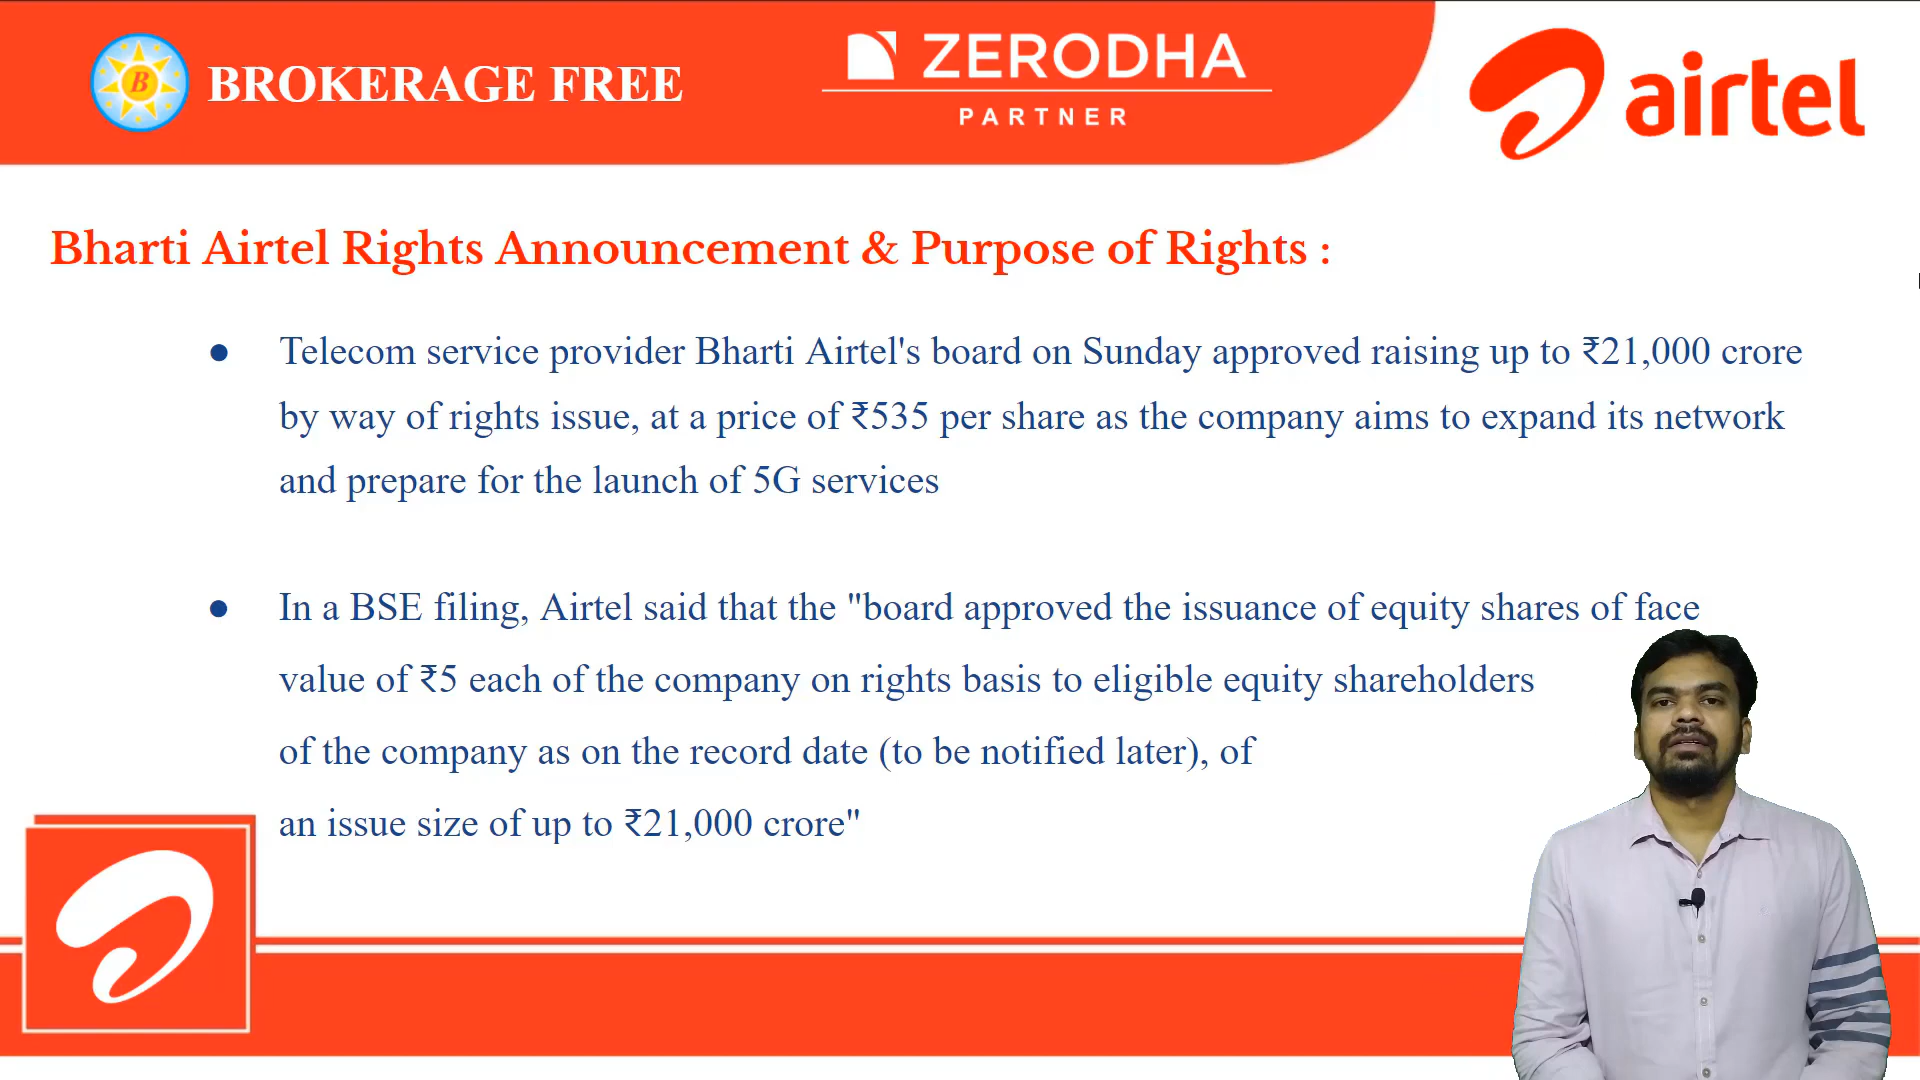 B
BROKERAGE FREE
ZERODHA
PARTNER
airtel
Bharti Airtel Rights Announcement & Purpose of Rights :
● Telecom service provider Bharti Airtel's board on Sunday approved raising up to ₹21,000 crore
by way of rights issue, at a price of ₹535 per share as the company aims to expand its network
and prepare for the launch of 5G services
● In a BSE filing, Airtel said that the "board approved the issuance of equity shares of face
value of ₹5 each of the company on rights basis to eligible equity shareholders
of the company as on the record date (to be notified later), of
an issue size of up to ₹21,000 crore"